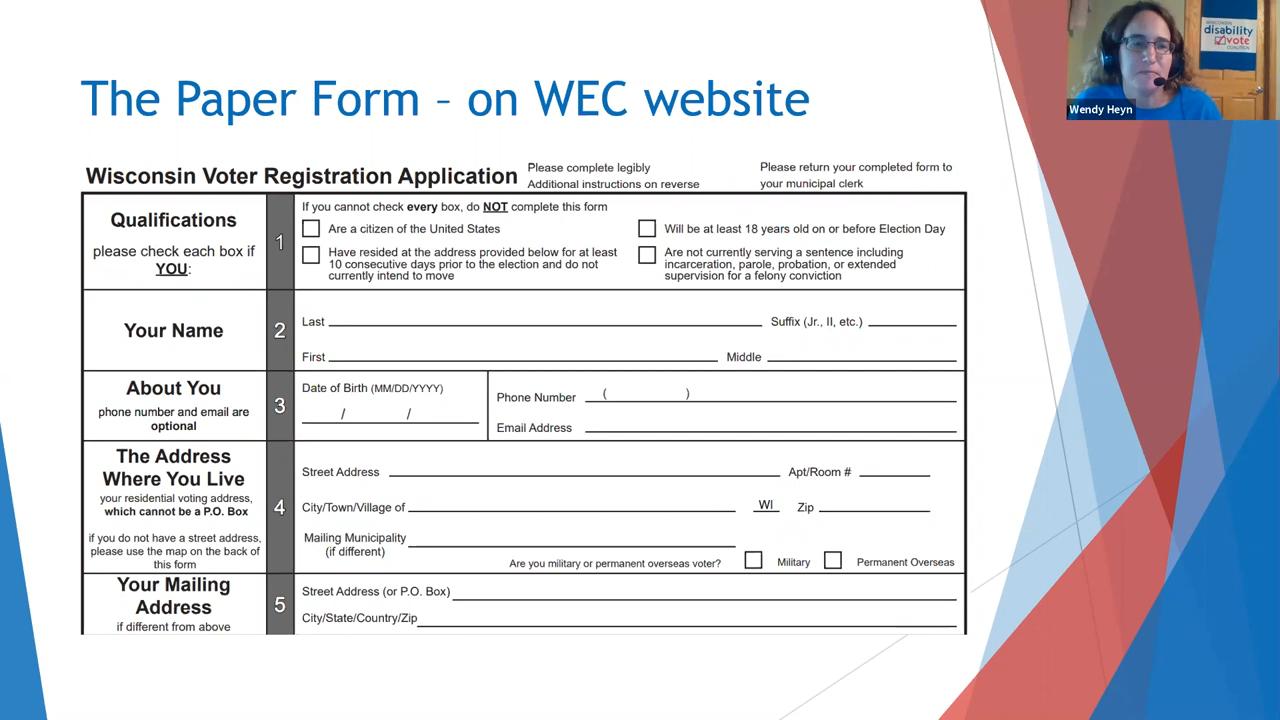 The Paper Form – on WEC website
WISCONSIN
disability
vote
COALITION
Wendy Heyn
Wisconsin Voter Registration Application
Please complete legibly
Additional instructions on reverse
Please return your completed form to
your municipal clerk
Qualifications
please check each box if
YOU:
1
If you cannot check every box, do NOT complete this form
Are a citizen of the United States
Will be at least 18 years old on or before Election Day
Have resided at the address provided below for at least
10 consecutive days prior to the election and do not
currently intend to move
Are not currently serving a sentence including
incarceration, parole, probation, or extended
supervision for a felony conviction
Your Name
2
Last
Suffix (Jr., II, etc.)
First
Middle
About You
phone number and email are
optional
3
Date of Birth (MM/DD/YYYY)
/ /
Phone Number ( )
Email Address
The Address
Where You Live
your residential voting address,
which cannot be a P.O. Box
if you do not have a street address,
please use the map on the back of
this form
4
Street Address
Apt/Room #
City/Town/Village of
WI
Zip
Mailing Municipality
(if different)
Are you military or permanent overseas voter?
Military
Permanent Overseas
Your Mailing
Address
if different from above
5
Street Address (or P.O. Box)
City/State/Country/Zip